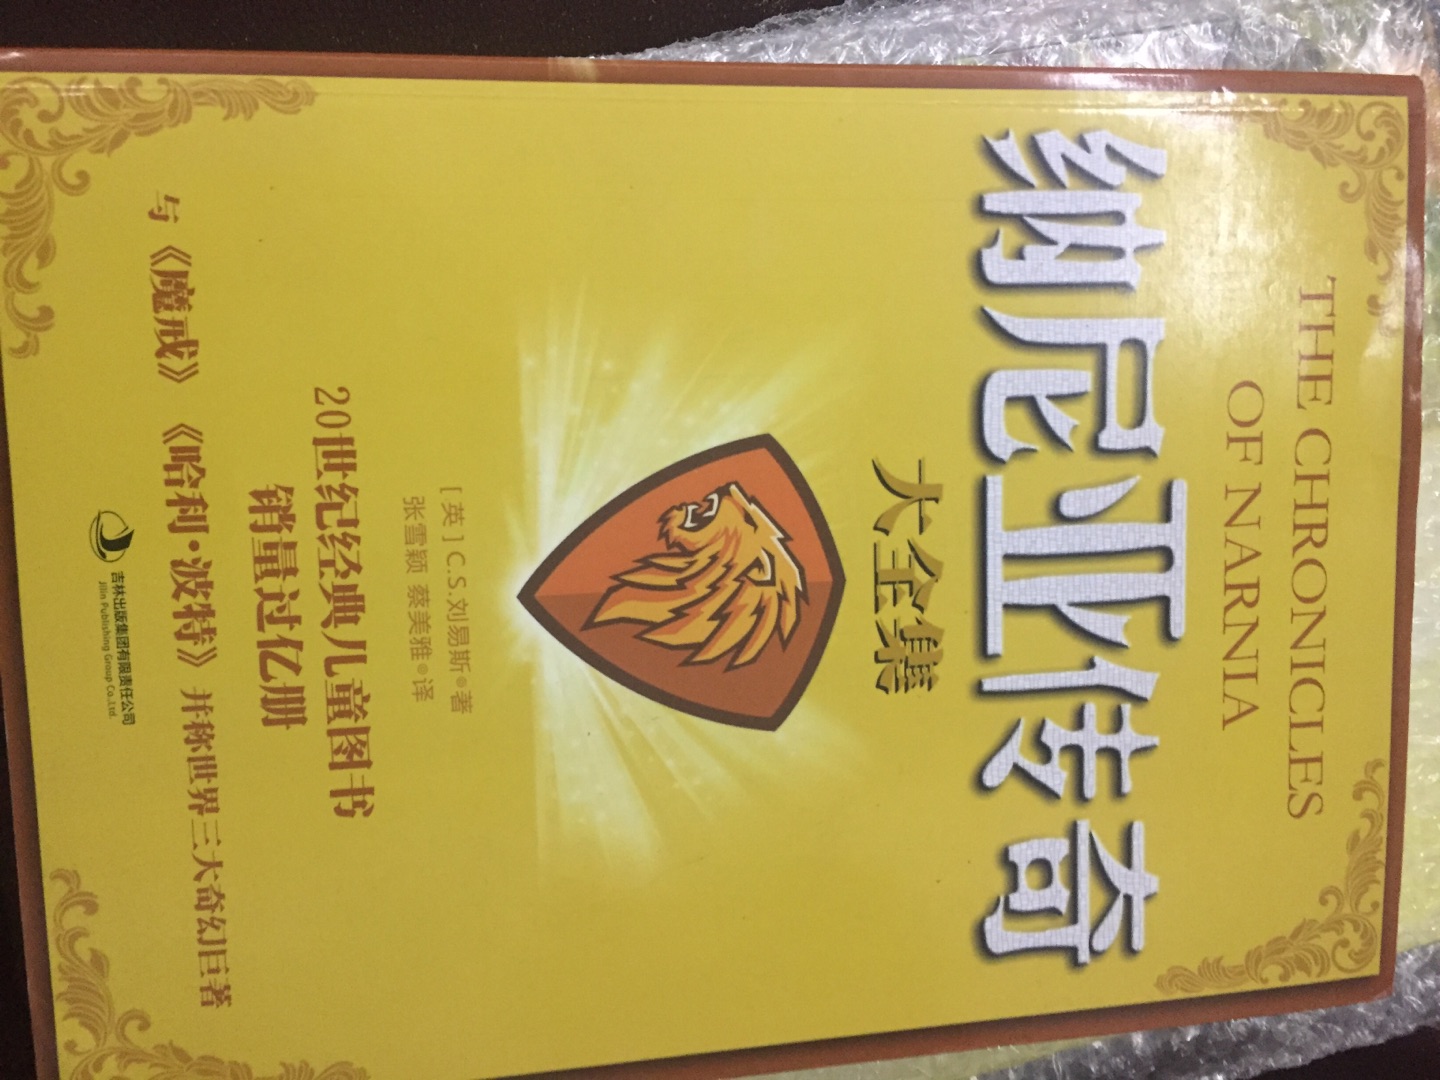 THE CHRONICLES
OF NARNIA
纳尼亚传奇
大全集
[英]C.S.刘易斯●著
张雪颖 蔡美雅●译
20世纪经典儿童图书
销量过亿册
与《魔戒》《哈利·波特》并称世界三大奇幻巨著
吉林出版集团有限责任公司
Jilin Publishing Group Co.,Ltd.